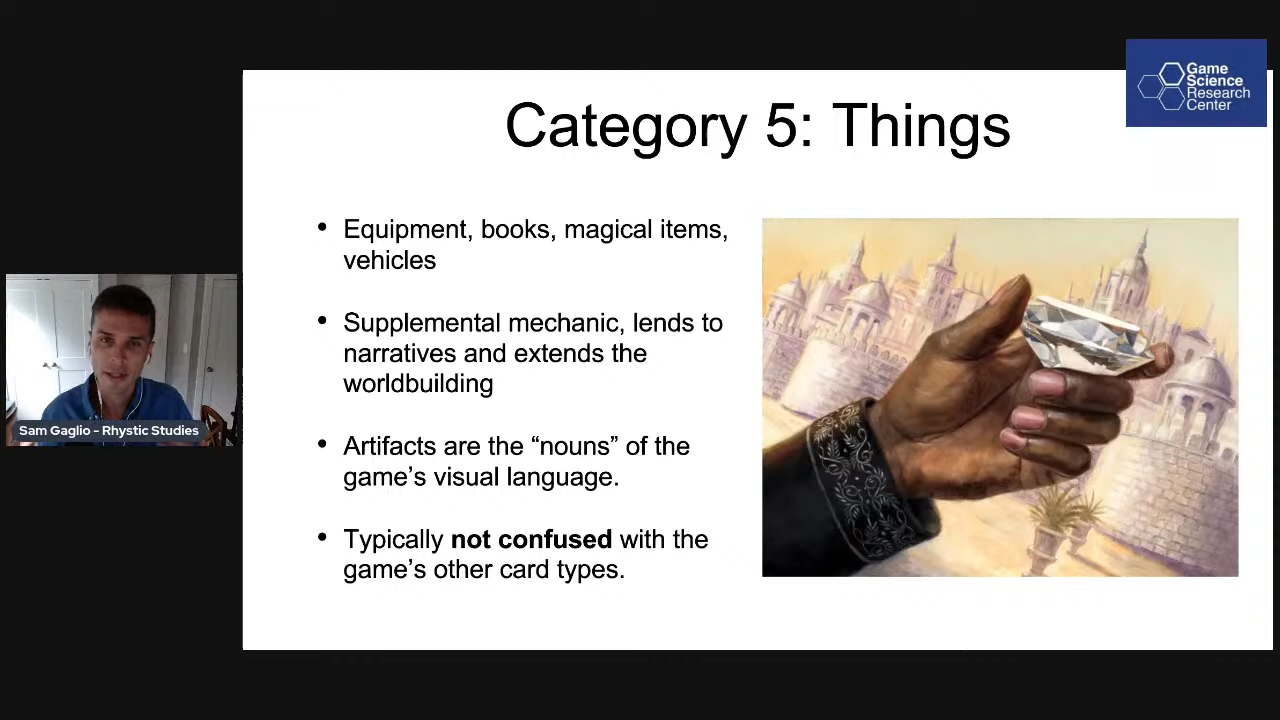 Game
Science
Research
Center
Category 5: Things
• Equipment, books, magical items,
vehicles
• Supplemental mechanic, lends to
narratives and extends the
worldbuilding
• Artifacts are the “nouns” of the
game’s visual language.
• Typically not confused with the
game’s other card types.
Sam Gaglio - Rhystic Studies